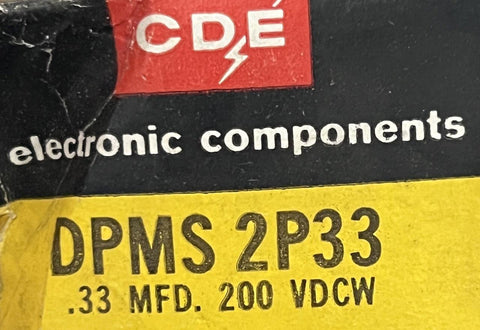 CDÉ
electronic components
DPMS 2P33
.33 MFD. 200 VDCW